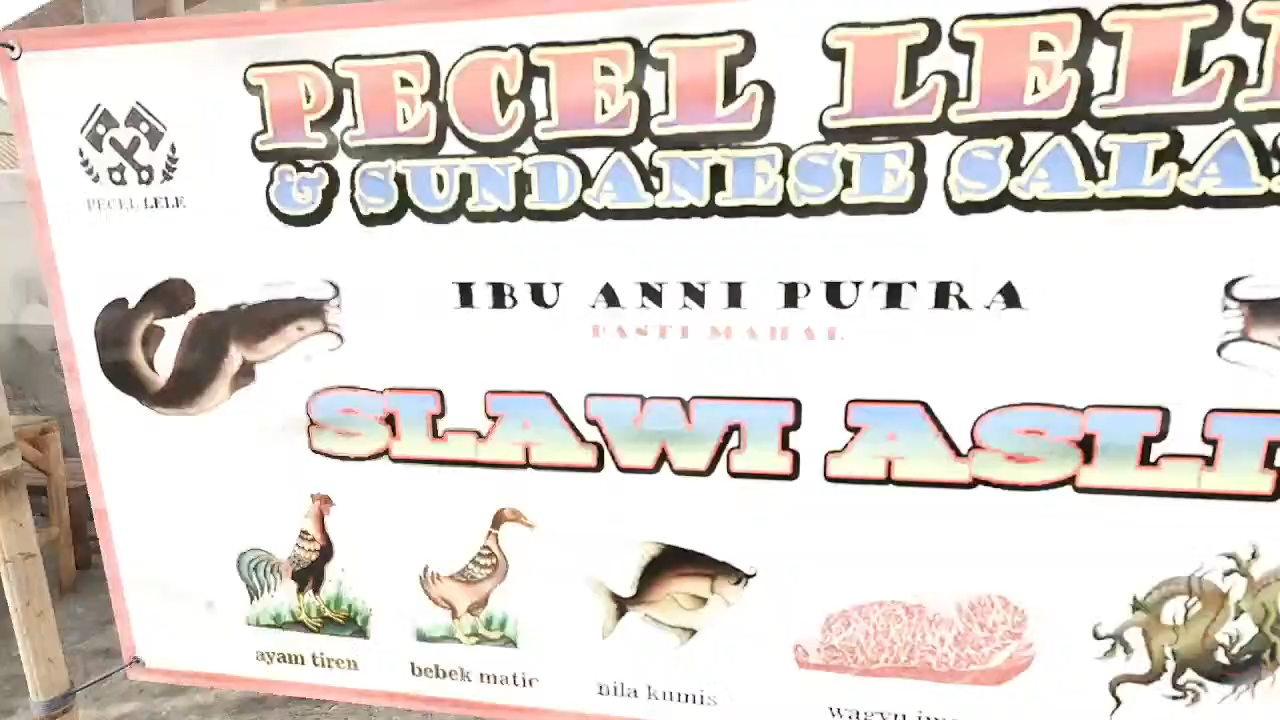 PECEL LELE
& SUNDANESE
PECEL LELE
IBU ANNI PUTRA
PASTI MAHAL
SLAWI ASLI
ayam tiren
bebek matic
nila kumis
wagyu